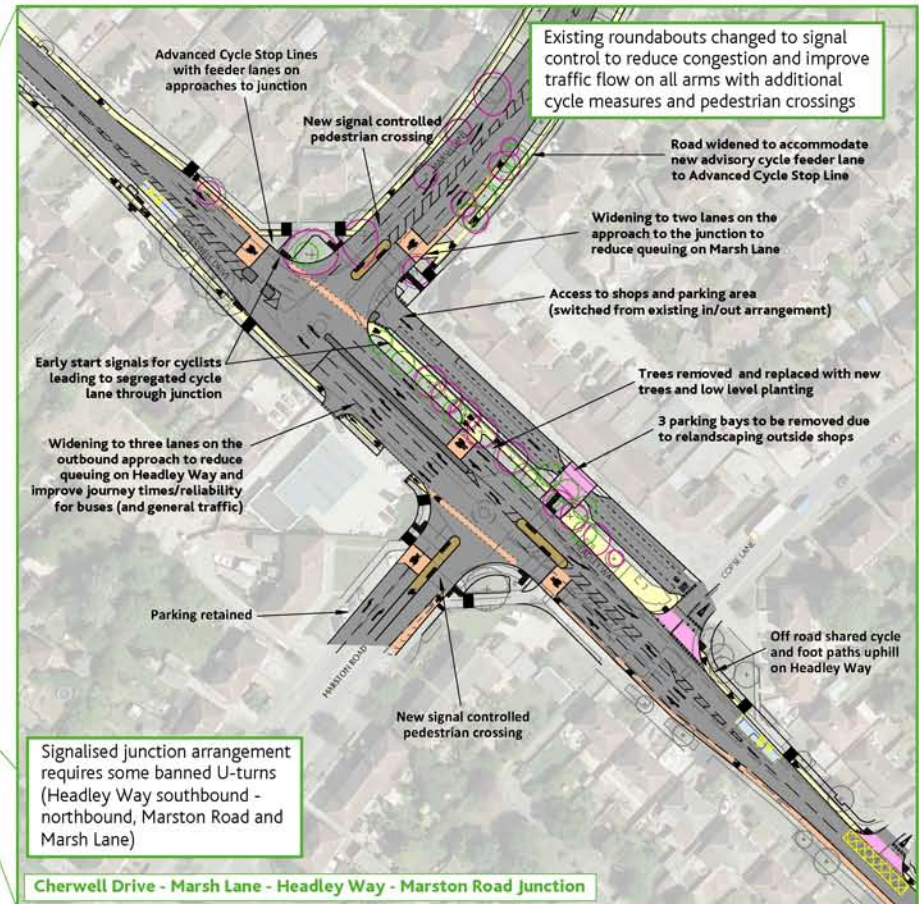 Existing roundabouts changed to signal
control to reduce congestion and improve
traffic flow on all arms with additional
cycle measures and pedestrian crossings
Advanced Cycle Stop Lines
with feeder lanes on
approaches to junction
New signal controlled
pedestrian crossing
Road widened to accommodate
new advisory cycle feeder lane
to Advanced Cycle Stop Line
Widening to two lanes on the
approach to the junction to
reduce queuing on Marsh Lane
Access to shops and parking area
(switched from existing in/out arrangement)
Early start signals for cyclists
leading to segregated cycle
lane through junction
Trees removed and replaced with new
trees and low level planting
3 parking bays to be removed due
to relandscaping outside shops
Widening to three lanes on the
outbound approach to reduce
queuing on Headley Way and
improve journey times/reliability
for buses (and general traffic)
COPSE LANE
Parking retained
MARSTON ROAD
Off road shared cycle
and foot paths uphill
on Headley Way
New signal controlled
pedestrian crossing
Signalised junction arrangement
requires some banned U-turns
(Headley Way southbound -
northbound, Marston Road and
Marsh Lane)
Cherwell Drive - Marsh Lane - Headley Way - Marston Road Junction